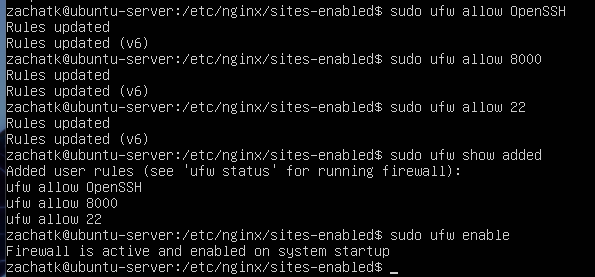 zachatk@ubuntu-server:/etc/nginx/sites-enabled$ sudo ufw allow OpenSSH
Rules updated
Rules updated (v6)
zachatk@ubuntu-server:/etc/nginx/sites-enabled$ sudo ufw allow 8000
Rules updated
Rules updated (v6)
zachatk@ubuntu-server:/etc/nginx/sites-enabled$ sudo ufw allow 22
Rules updated
Rules updated (v6)
zachatk@ubuntu-server:/etc/nginx/sites-enabled$ sudo ufw show added
Added user rules (see 'ufw status' for running firewall):
ufw allow OpenSSH
ufw allow 8000
ufw allow 22
zachatk@ubuntu-server:/etc/nginx/sites-enabled$ sudo ufw enable
Firewall is active and enabled on system startup
zachatk@ubuntu-server:/etc/nginx/sites-enabled$ _